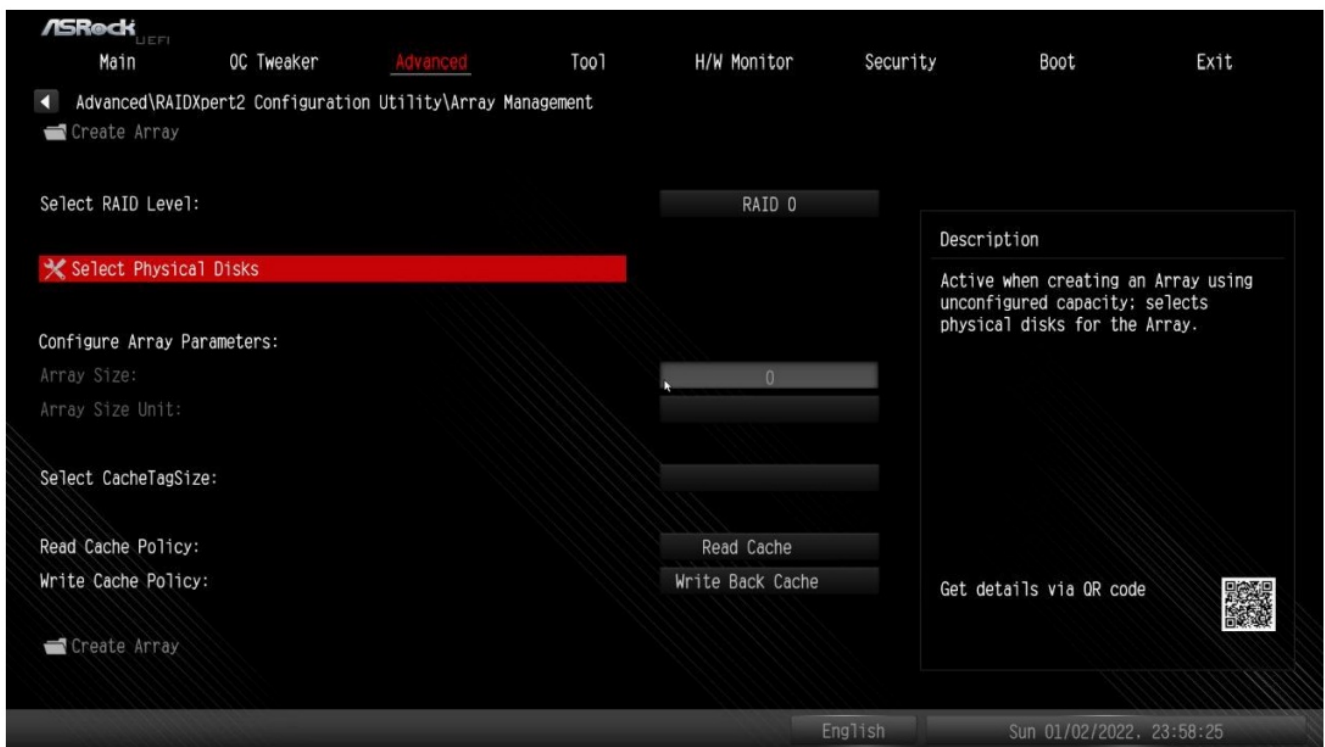 ASRock UEFI
Main OC Tweaker Advanced Tool H/W Monitor Security Boot Exit
Advanced\RAIDXpert2 Configuration Utility\Array Management
Create Array
Select RAID Level: RAID 0
Select Physical Disks
Configure Array Parameters:
Array Size: 0
Array Size Unit:
Select CacheTagSize:
Read Cache Policy: Read Cache
Write Cache Policy: Write Back Cache
Create Array
Description
Active when creating an Array using
unconfigured capacity; selects
physical disks for the Array.
Get details via QR code
English Sun 01/02/2022, 23:58:25